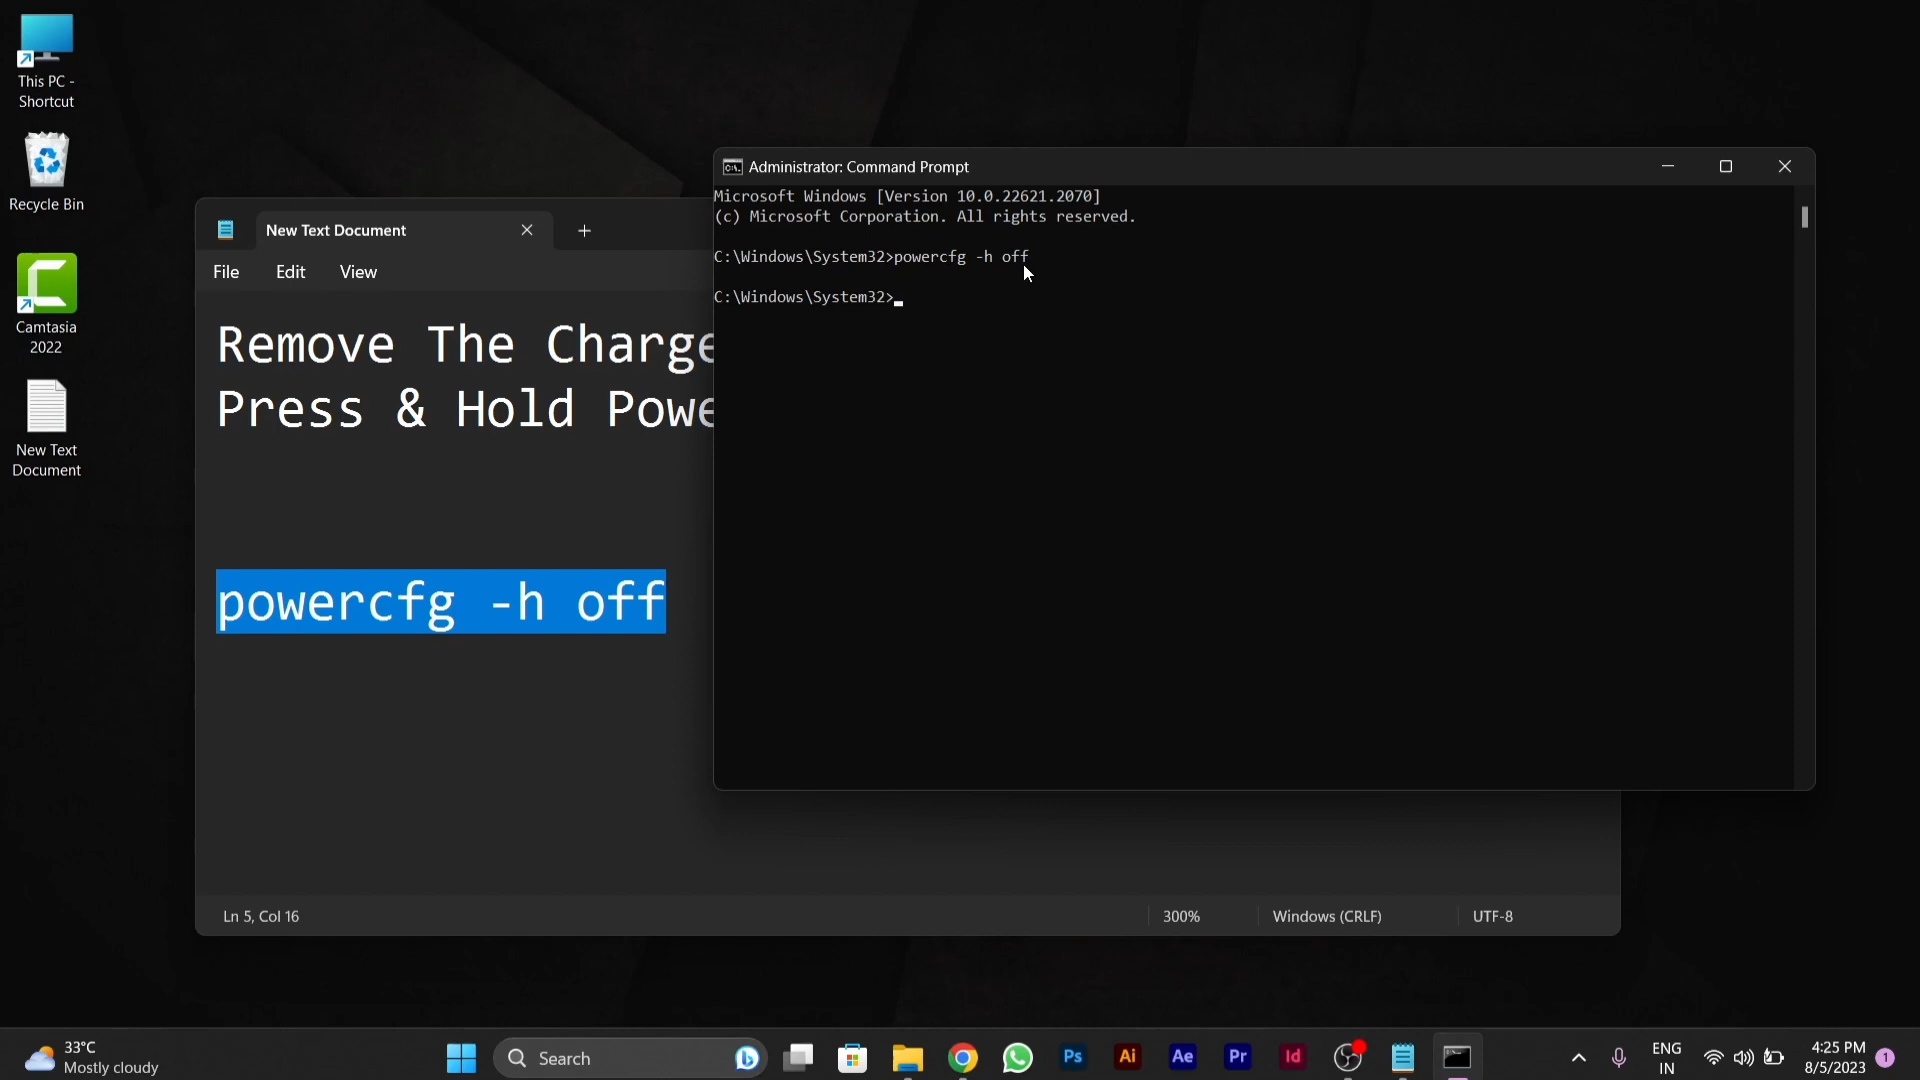 This PC -
Shortcut
Recycle Bin
Camtasia
2022
New Text
Document
New Text Document
File Edit View
Remove The Charge
Press & Hold Powe
powercfg -h off
Ln 5, Col 16
300%
Windows (CRLF)
UTF-8
Administrator: Command Prompt
Microsoft Windows [Version 10.0.22621.2070]
(c) Microsoft Corporation. All rights reserved.
C:\Windows\System32>powercfg -h off
C:\Windows\System32>
33°C
Mostly cloudy
Search
Ps
Ai
Ae
Pr
Id
ENG
IN
4:25 PM
8/5/2023
1